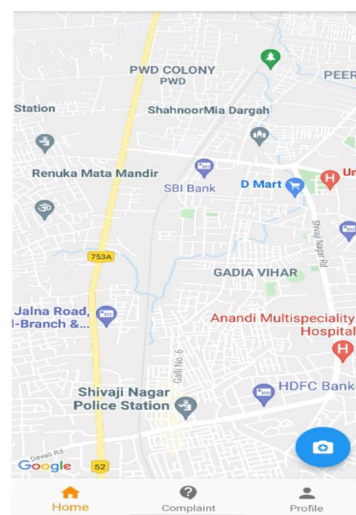 PWD COLONY
PWD
PEER
Station
ShahnoorMia Dargah
Renuka Mata Mandir
SBI Bank
D Mart
Un
Shivaji Nagar Rd
753A
GADIA VIHAR
Jalna Road,
l-Branch &...
Anandi Multispeciality
Hospital
Galli No. 6
HDFC Bank
Shivaji Nagar
Police Station
Devali Rd
Google
52
Home
Complaint
Profile